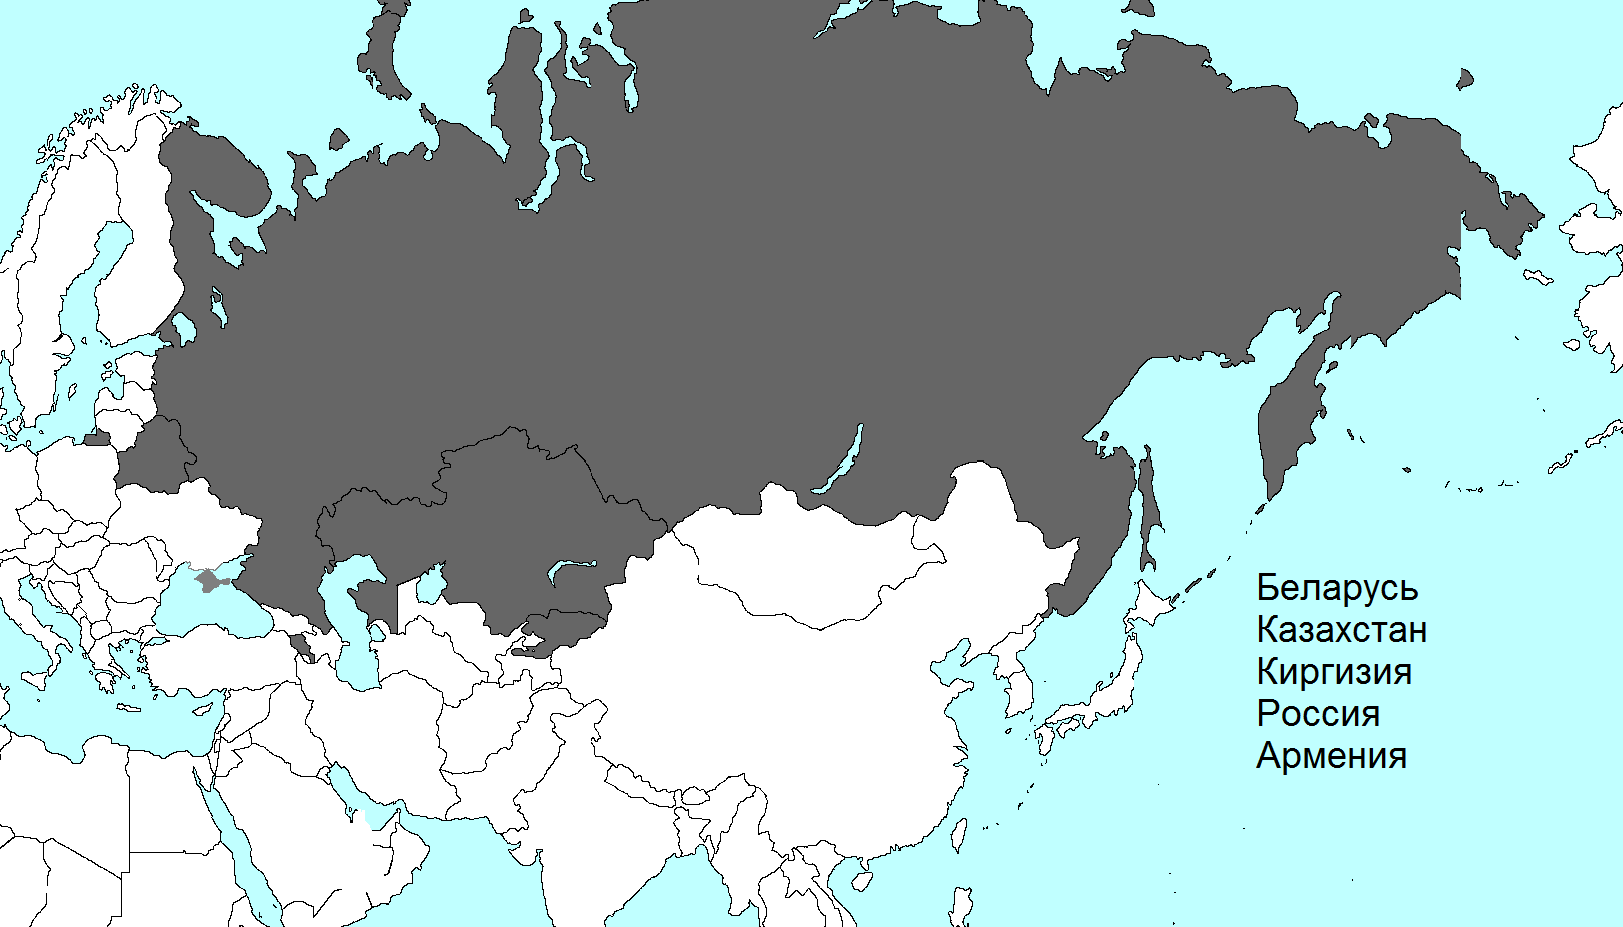 Беларусь
Казахстан
Киргизия
Россия
Армения